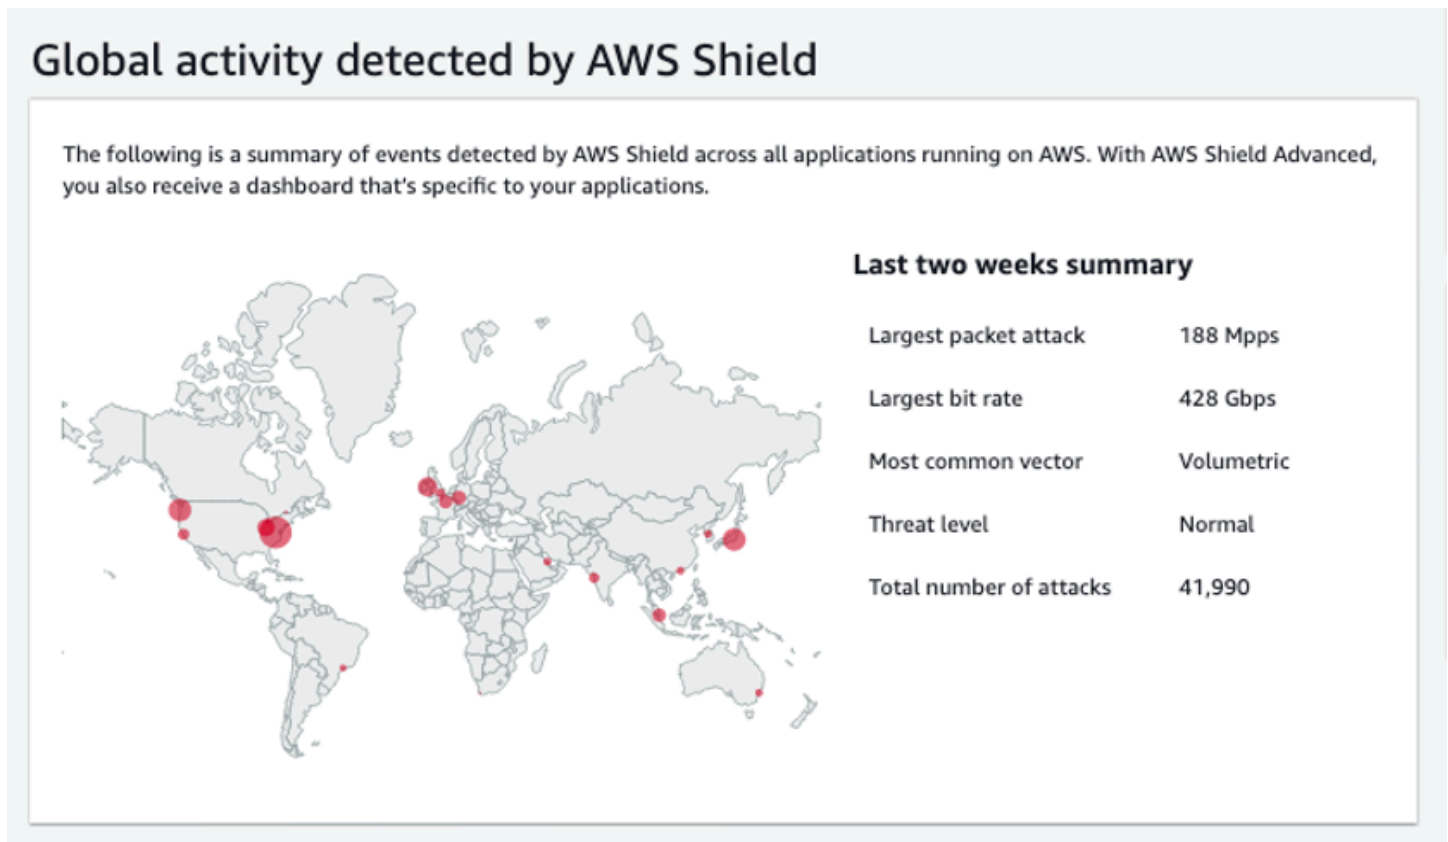 Global activity detected by AWS Shield
The following is a summary of events detected by AWS Shield across all applications running on AWS. With AWS Shield Advanced,
you also receive a dashboard that's specific to your applications.
Last two weeks summary
Largest packet attack 188 Mpps
Largest bit rate 428 Gbps
Most common vector Volumetric
Threat level Normal
Total number of attacks 41,990